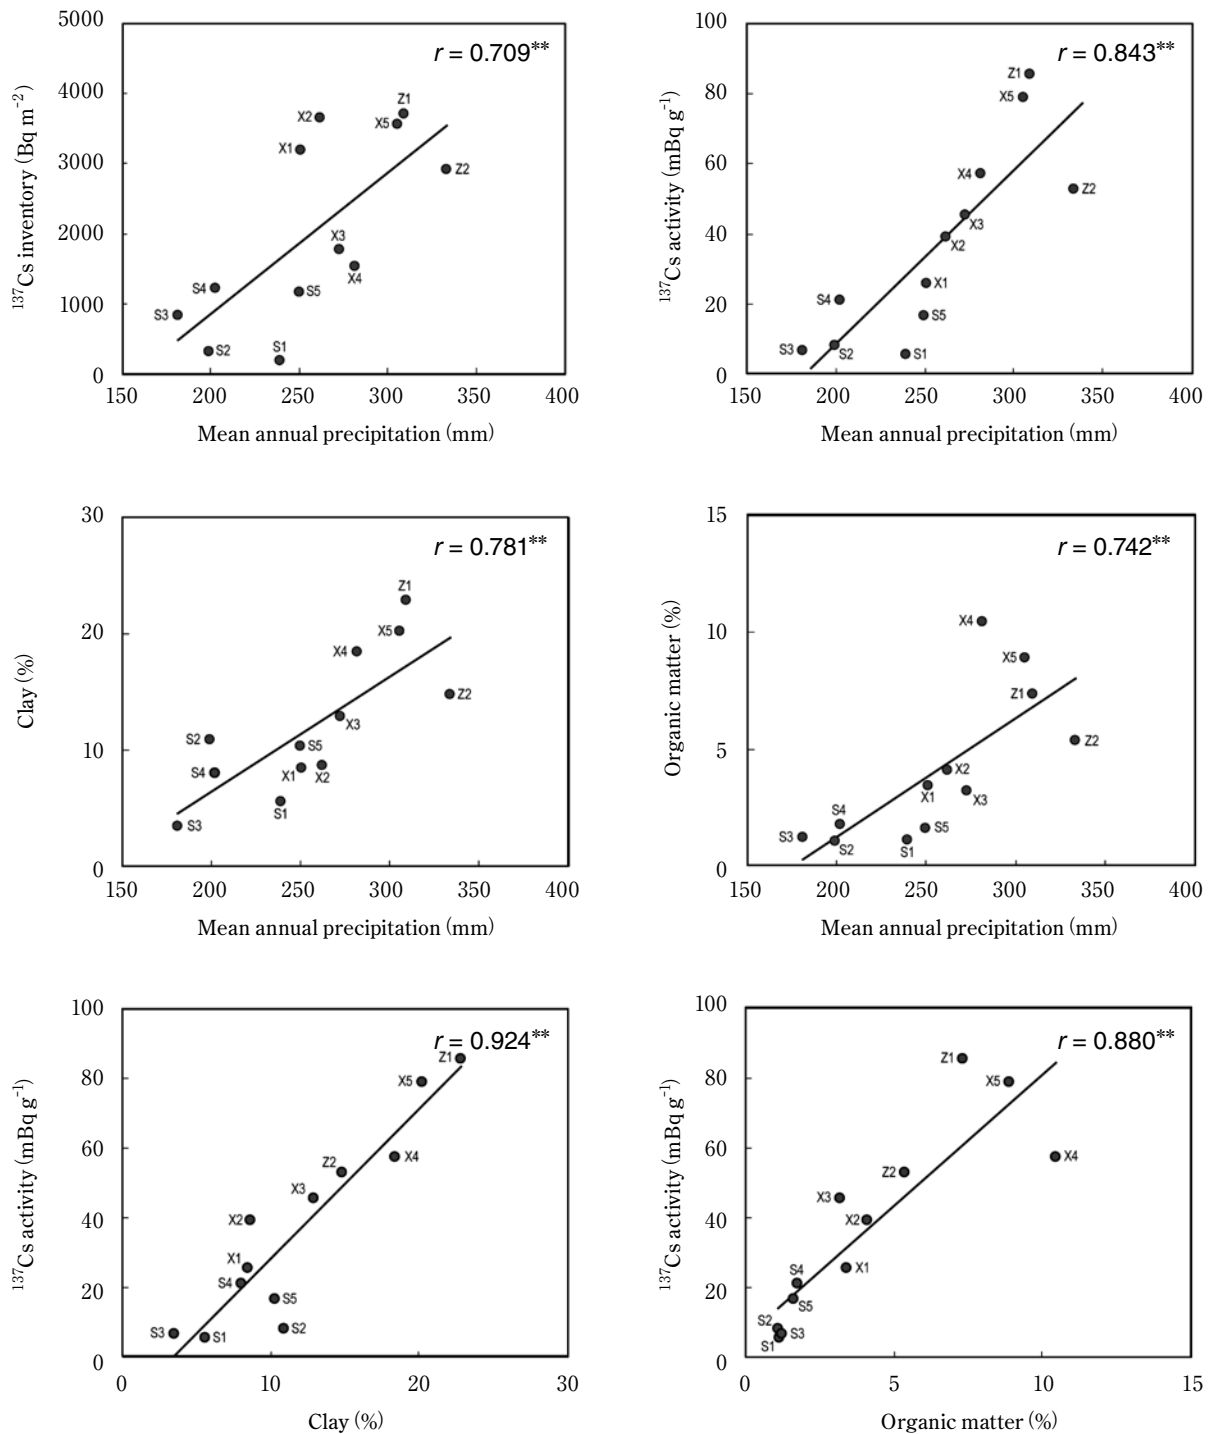 5000
4000
3000
2000
1000
0
150 200 250 300 350 400
¹³⁷Cs inventory (Bq m⁻²)
Mean annual precipitation (mm)
r = 0.709**
Z1
X2
X5
X1
Z2
X3
X4
S4
S5
S3
S2
S1
100
80
60
40
20
0
150 200 250 300 350 400
¹³⁷Cs activity (mBq g⁻¹)
Mean annual precipitation (mm)
r = 0.843**
Z1
X5
X4
Z2
X3
X2
X1
S4
S5
S3
S2
S1
30
20
10
0
150 200 250 300 350 400
Clay (%)
Mean annual precipitation (mm)
r = 0.781**
Z1
X5
X4
Z2
X3
S2
S5
S4
X1
X2
S1
S3
15
10
5
0
150 200 250 300 350 400
Organic matter (%)
Mean annual precipitation (mm)
r = 0.742**
X4
X5
Z1
Z2
X2
X1
X3
S4
S5
S3
S2
S1
100
80
60
40
20
0
0 10 20 30
¹³⁷Cs activity (mBq g⁻¹)
Clay (%)
r = 0.924**
Z1
X5
Z2
X4
X3
X2
X1
S4
S5
S2
S3
S1
100
80
60
40
20
0
0 5 10 15
¹³⁷Cs activity (mBq g⁻¹)
Organic matter (%)
r = 0.880**
Z1
X5
X4
Z2
X3
X2
X1
S4
S5
S2
S3
S1